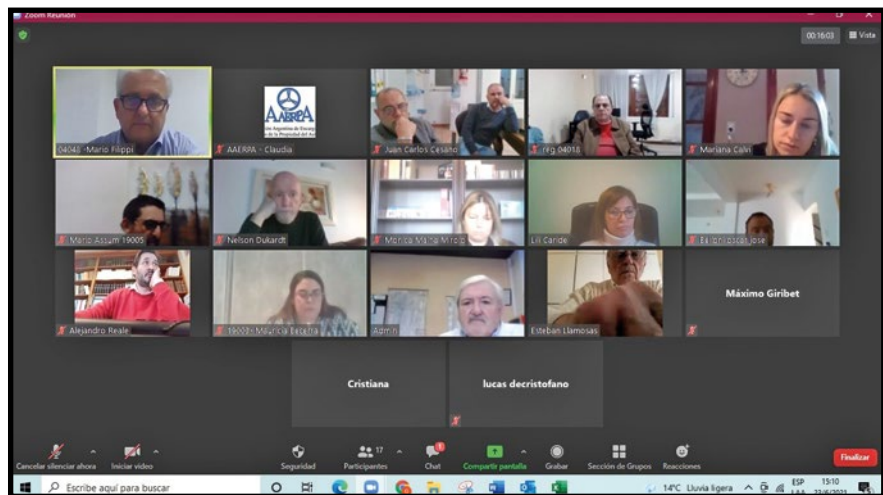 Zoom Reunión
00:16:03
Vista
04048 -Mario Filippi
AAERPA
AAERPA - Claudia
Juan Carlos Cesano
reg 04018
Mariana Calvi
Mario Assum 19005
Nelson Dukardt
Lili Caride
Alejandro Reale
Admin
Esteban Llamosas
Máximo Giribet
Cristiana
lucas decristofano
Cancelar silenciar ahora
Iniciar video
Seguridad
17
Participantes
1
Chat
Compartir pantalla
Grabar
Sección de Grupos
Reacciones
Finalizar
Escribe aquí para buscar
14°C Lluvia ligera
ESP
LAA
15:10